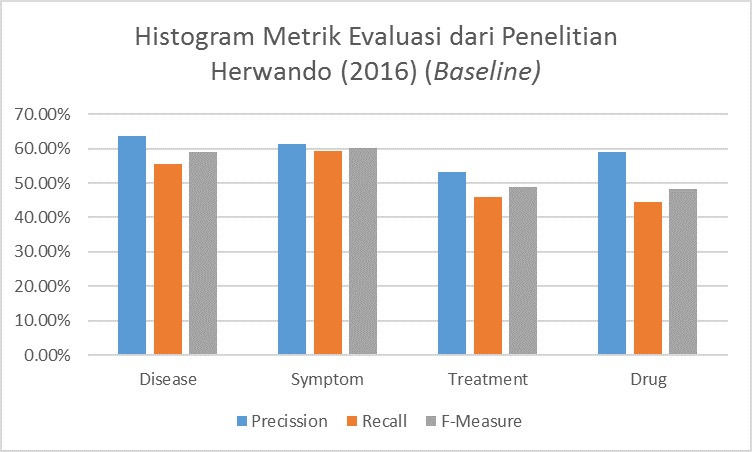 Histogram Metrik Evaluasi dari Penelitian
Herwando (2016) (Baseline)
70.00%
60.00%
50.00%
40.00%
30.00%
20.00%
10.00%
0.00%
Disease Symptom Treatment Drug
Precission Recall F-Measure